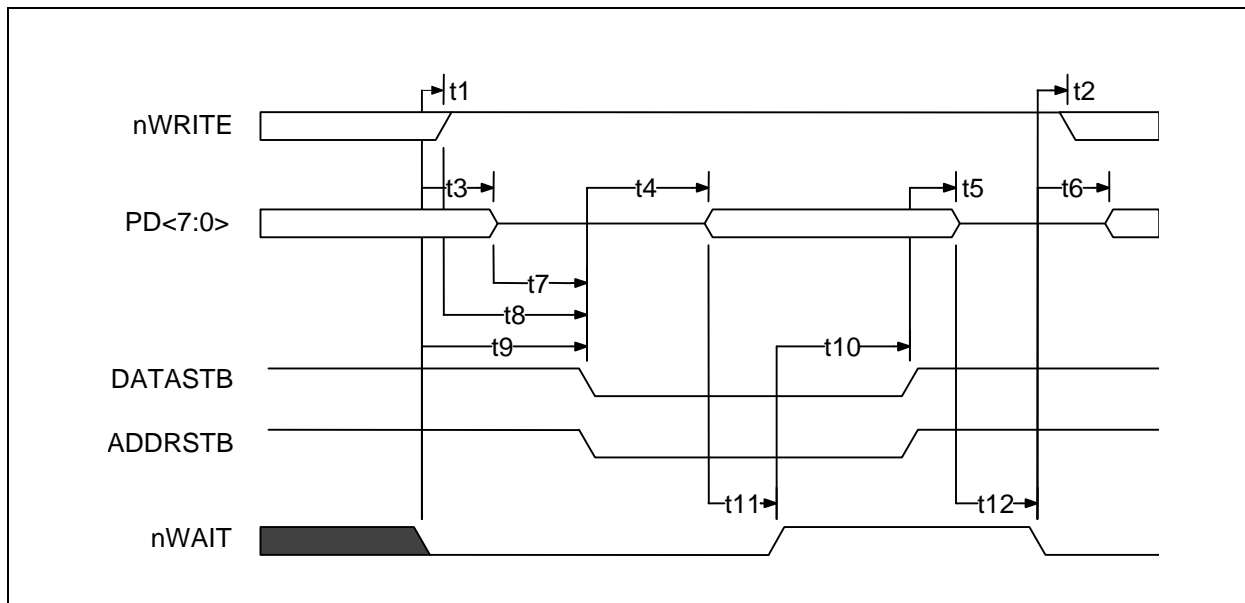 t1 t2
nWRITE
t3 t4 t5 t6
PD<7:0>
t7
t8
t9 t10
DATASTB
ADDRSTB
t11 t12
nWAIT